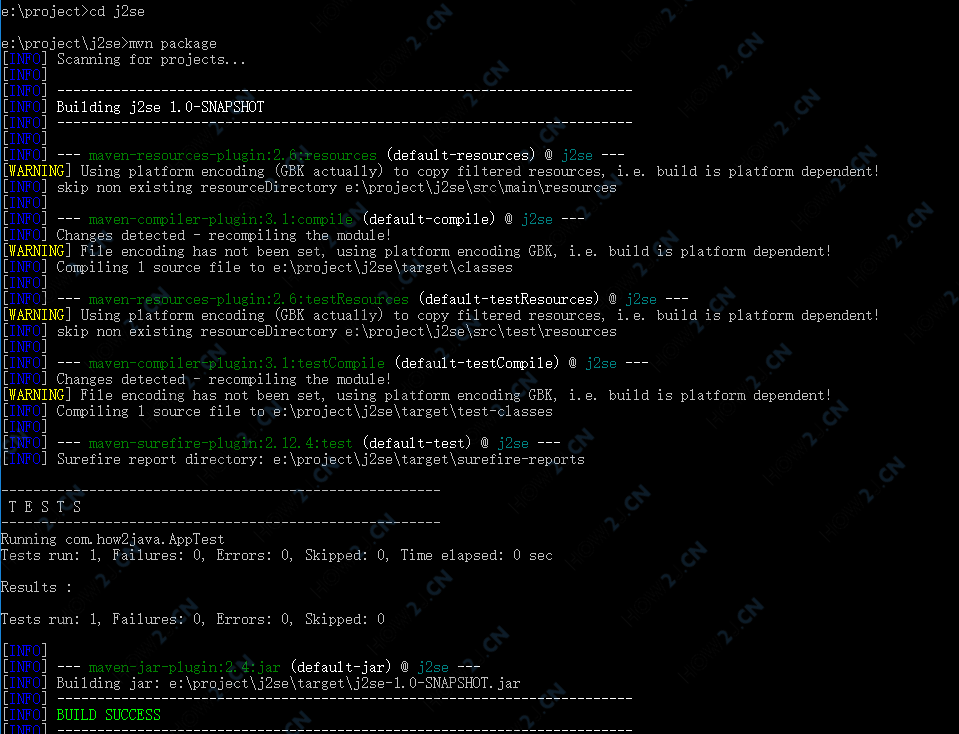 e:\project>cd j2se
e:\project\j2se>mvn package
[INFO] Scanning for projects...
[INFO]
[INFO] ------------------------------------------------------------------------
[INFO] Building j2se 1.0-SNAPSHOT
[INFO] ------------------------------------------------------------------------
[INFO]
[INFO] --- maven-resources-plugin:2.6:resources (default-resources) @ j2se ---
[WARNING] Using platform encoding (GBK actually) to copy filtered resources, i.e. build is platform dependent!
[INFO] skip non existing resourceDirectory e:\project\j2se\src\main\resources
[INFO]
[INFO] --- maven-compiler-plugin:3.1:compile (default-compile) @ j2se ---
[INFO] Changes detected - recompiling the module!
[WARNING] File encoding has not been set, using platform encoding GBK, i.e. build is platform dependent!
[INFO] Compiling 1 source file to e:\project\j2se\target\classes
[INFO]
[INFO] --- maven-resources-plugin:2.6:testResources (default-testResources) @ j2se ---
[WARNING] Using platform encoding (GBK actually) to copy filtered resources, i.e. build is platform dependent!
[INFO] skip non existing resourceDirectory e:\project\j2se\src\test\resources
[INFO]
[INFO] --- maven-compiler-plugin:3.1:testCompile (default-testCompile) @ j2se ---
[INFO] Changes detected - recompiling the module!
[WARNING] File encoding has not been set, using platform encoding GBK, i.e. build is platform dependent!
[INFO] Compiling 1 source file to e:\project\j2se\target\test-classes
[INFO]
[INFO] --- maven-surefire-plugin:2.12.4:test (default-test) @ j2se ---
[INFO] Surefire report directory: e:\project\j2se\target\surefire-reports
-------------------------------------------------------
T E S T S
-------------------------------------------------------
Running com.how2java.AppTest
Tests run: 1, Failures: 0, Errors: 0, Skipped: 0, Time elapsed: 0 sec
Results :
Tests run: 1, Failures: 0, Errors: 0, Skipped: 0
[INFO]
[INFO] --- maven-jar-plugin:2.4:jar (default-jar) @ j2se ---
[INFO] Building jar: e:\project\j2se\target\j2se-1.0-SNAPSHOT.jar
[INFO] ------------------------------------------------------------------------
[INFO] BUILD SUCCESS
[INFO] ------------------------------------------------------------------------